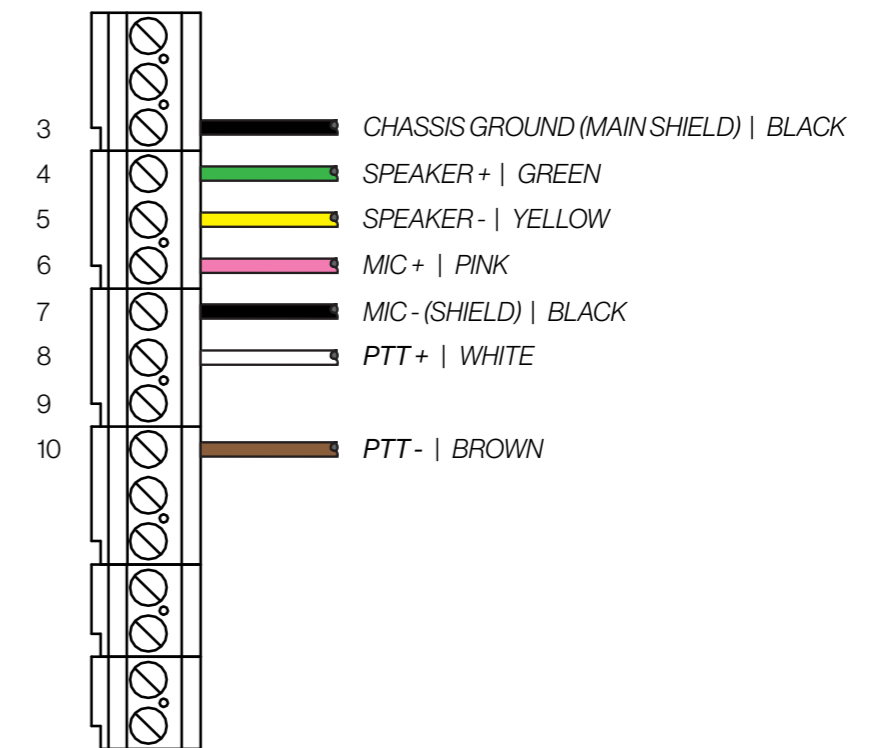 3 CHASSIS GROUND (MAIN SHIELD) | BLACK
4 SPEAKER + | GREEN
5 SPEAKER - | YELLOW
6 MIC + | PINK
7 MIC - (SHIELD) | BLACK
8 PTT + | WHITE
9
10 PTT - | BROWN